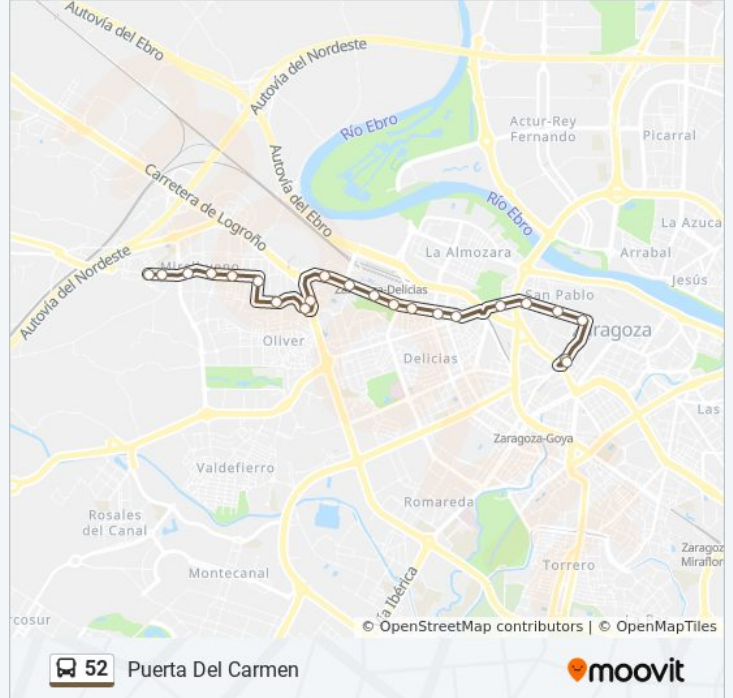 Autovía del Ebro
Autovía del Nordeste
Río Ebro
Actur-Rey
Fernando
Picarral
Carretera de Logroño
Autovía del Ebro
Río Ebro
La Azuca
La Almozara
Arrabal
Autovía del Nordeste
Jesús
San Pablo
Oliver
Delicias
Las
Zaragoza-Goya
Valdefierro
Romareda
Rosales
del Canal
Zaragoz
Miraflor
Montecanal
Torrero
cosur
© OpenStreetMap contributors | © OpenMapTiles
52 Puerta Del Carmen
moovit